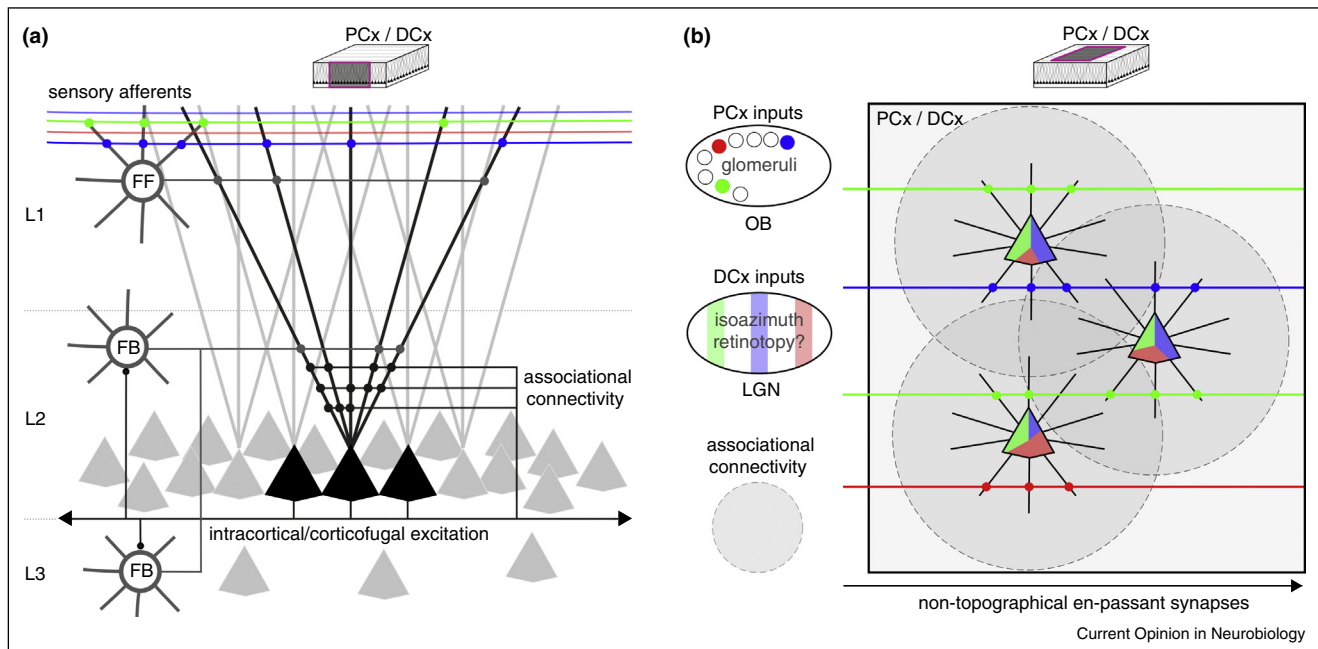 (a)
PCx / DCx
sensory afferents
FF
L1
FB
associational
connectivity
L2
intracortical/corticofugal excitation
FB
L3
(b)
PCx / DCx
PCx inputs
glomeruli
OB
DCx inputs
isoazimuth
retinotopy?
LGN
associational
connectivity
PCx / DCx
non-topographical en-passant synapses
Current Opinion in Neurobiology